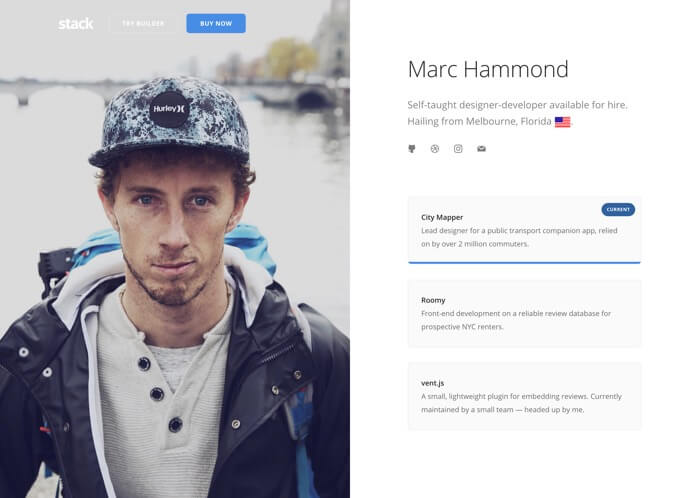 stack
TRY BUILDER
BUY NOW
Hurley
Marc Hammond
Self-taught designer-developer available for hire.
Hailing from Melbourne, Florida
CURRENT
City Mapper
Lead designer for a public transport companion app, relied
on by over 2 million commuters.
Roomy
Front-end development on a reliable review database for
prospective NYC renters.
vent.js
A small, lightweight plugin for embedding reviews. Currently
maintained by a small team — headed up by me.